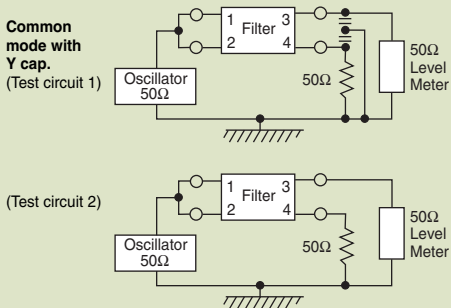 Common
mode with
Y cap.
(Test circuit 1)
1 Filter 3
2 4
Oscillator
50Ω
50Ω
50Ω
Level
Meter
(Test circuit 2)
1 Filter 3
2 4
Oscillator
50Ω
50Ω
50Ω
Level
Meter